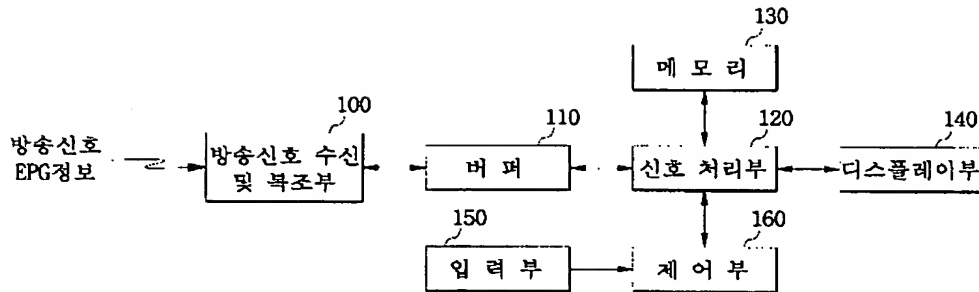 130
메 모 리
100
110
120
140
방송신호
EPG정보
방송신호 수신
및 복조부
버 퍼
신호 처리부
디스플레이부
150
160
입 력 부
제 어 부